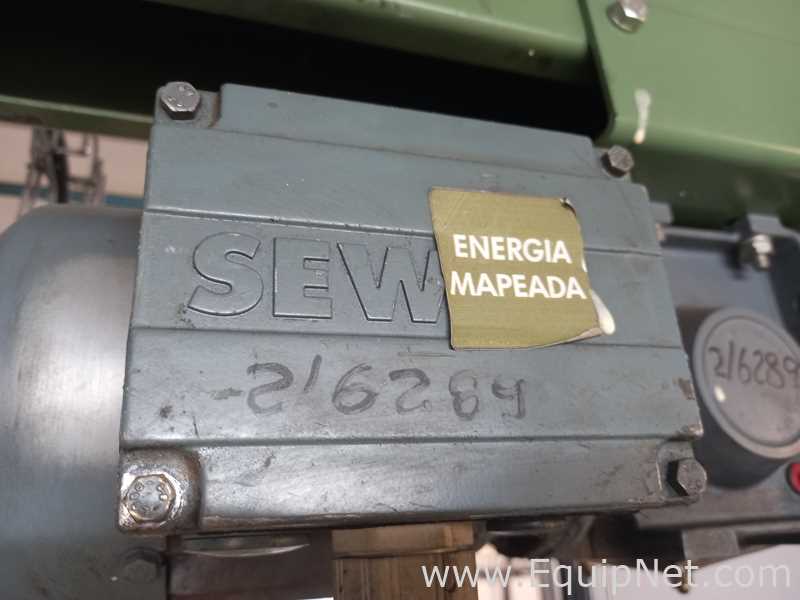 SEW
ENERGIA
MAPEADA
216289
216289
www.EquipNet.com